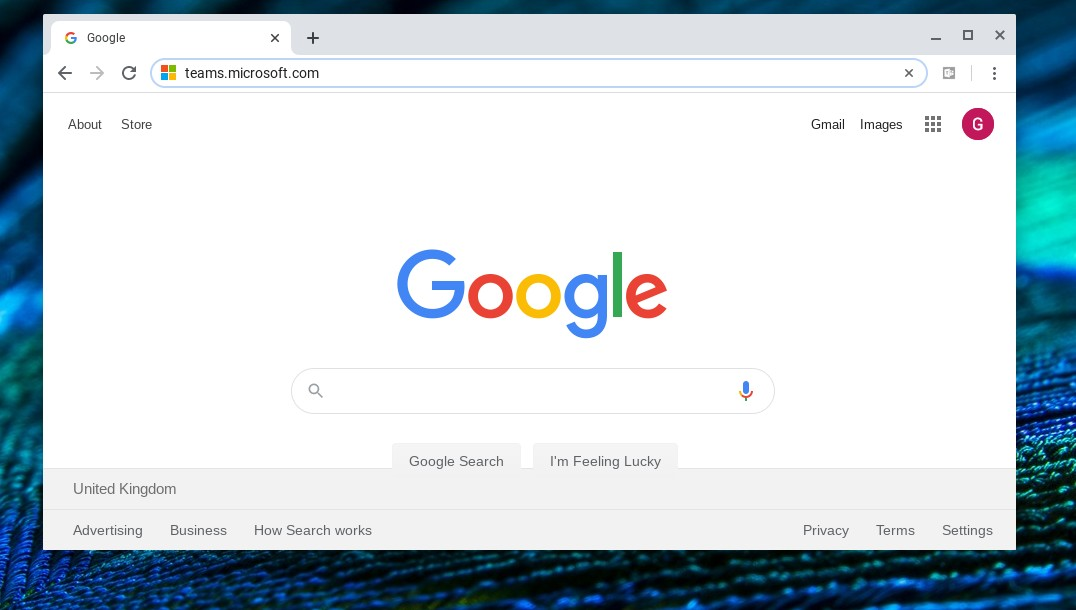 Google
teams.microsoft.com
About Store Gmail Images G
Google
Google Search I'm Feeling Lucky
United Kingdom
Advertising Business How Search works Privacy Terms Settings